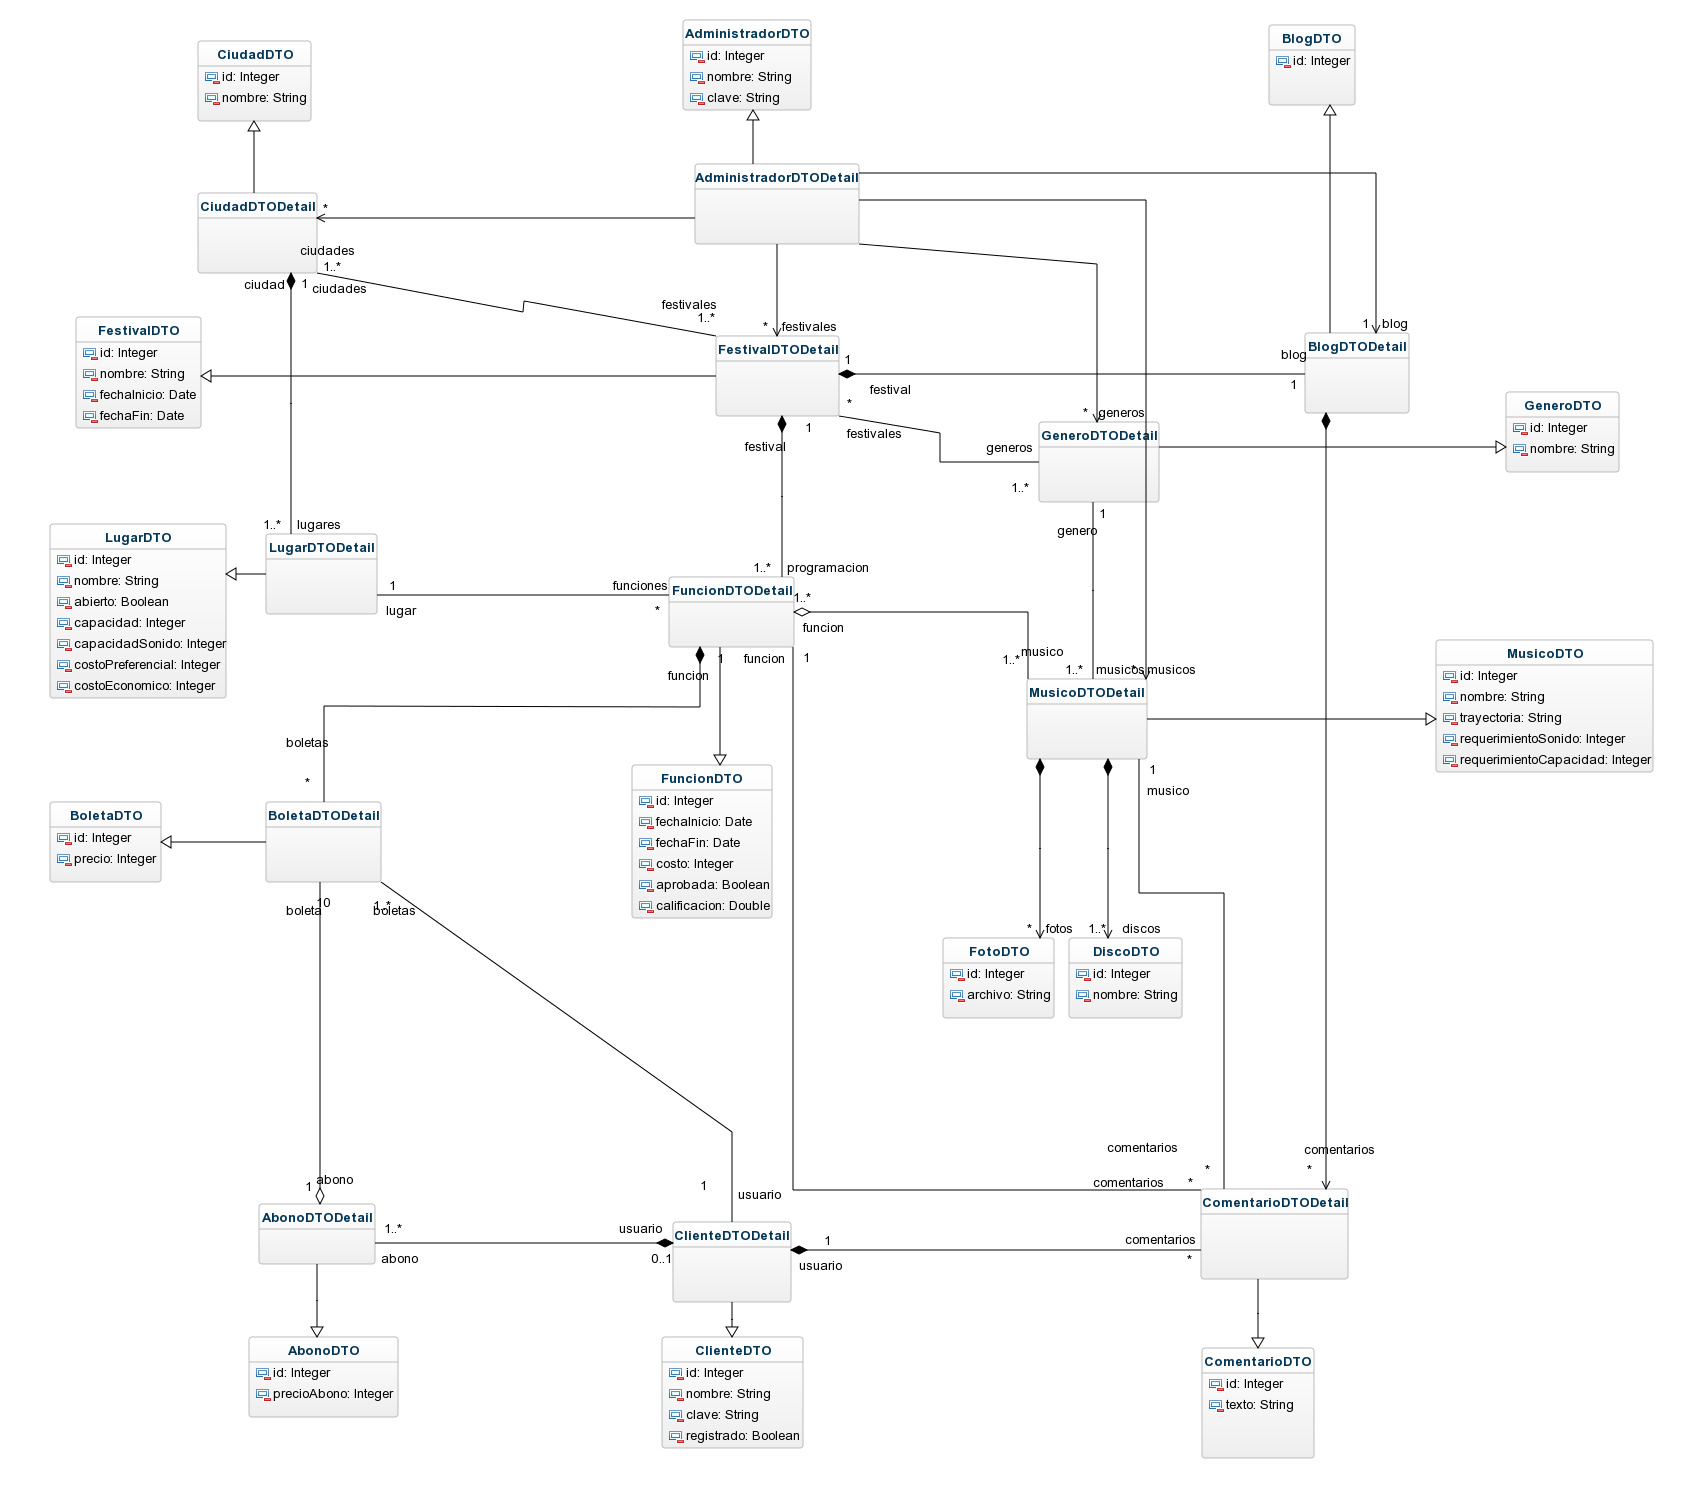 AdministradorDTO
id: Integer
nombre: String
clave: String
BlogDTO
id: Integer
CiudadDTO
id: Integer
nombre: String
AdministradorDTODetail
CiudadDTODetail
*
ciudades
1..*
ciudad
1
ciudades
festivales
1..*
*
festivales
1
blog
FestivalDTO
id: Integer
nombre: String
fechaInicio: Date
fechaFin: Date
FestivalDTODetail
1
festival
blog
1
BlogDTODetail
*
festivales
1
festival
*
generos
GeneroDTODetail
generos
1..*
GeneroDTO
id: Integer
nombre: String
1
genero
LugarDTO
id: Integer
nombre: String
abierto: Boolean
capacidad: Integer
capacidadSonido: Integer
costoPreferencial: Integer
costoEconomico: Integer
1..*
lugares
LugarDTODetail
1
lugar
funciones
*
1..*
programacion
FuncionDTODetail
1..*
funcion
musico
1..*
1..*
musicos
*
musicos
MusicoDTODetail
MusicoDTO
id: Integer
nombre: String
trayectoria: String
requerimientoSonido: Integer
requerimientoCapacidad: Integer
funcion
1
funcion
1
boletas
*
FuncionDTO
id: Integer
fechaInicio: Date
fechaFin: Date
costo: Integer
aprobada: Boolean
calificacion: Double
1
musico
BoletaDTO
id: Integer
precio: Integer
BoletaDTODetail
10
boleta
1..*
boletas
*
fotos
1..*
discos
FotoDTO
id: Integer
archivo: String
DiscoDTO
id: Integer
nombre: String
comentarios
*
comentarios
*
comentarios
*
1
abono
1
usuario
AbonoDTODetail
1..*
abono
usuario
0..1
ClienteDTODetail
1
usuario
comentarios
*
ComentarioDTODetail
AbonoDTO
id: Integer
precioAbono: Integer
ClienteDTO
id: Integer
nombre: String
clave: String
registrado: Boolean
ComentarioDTO
id: Integer
texto: String